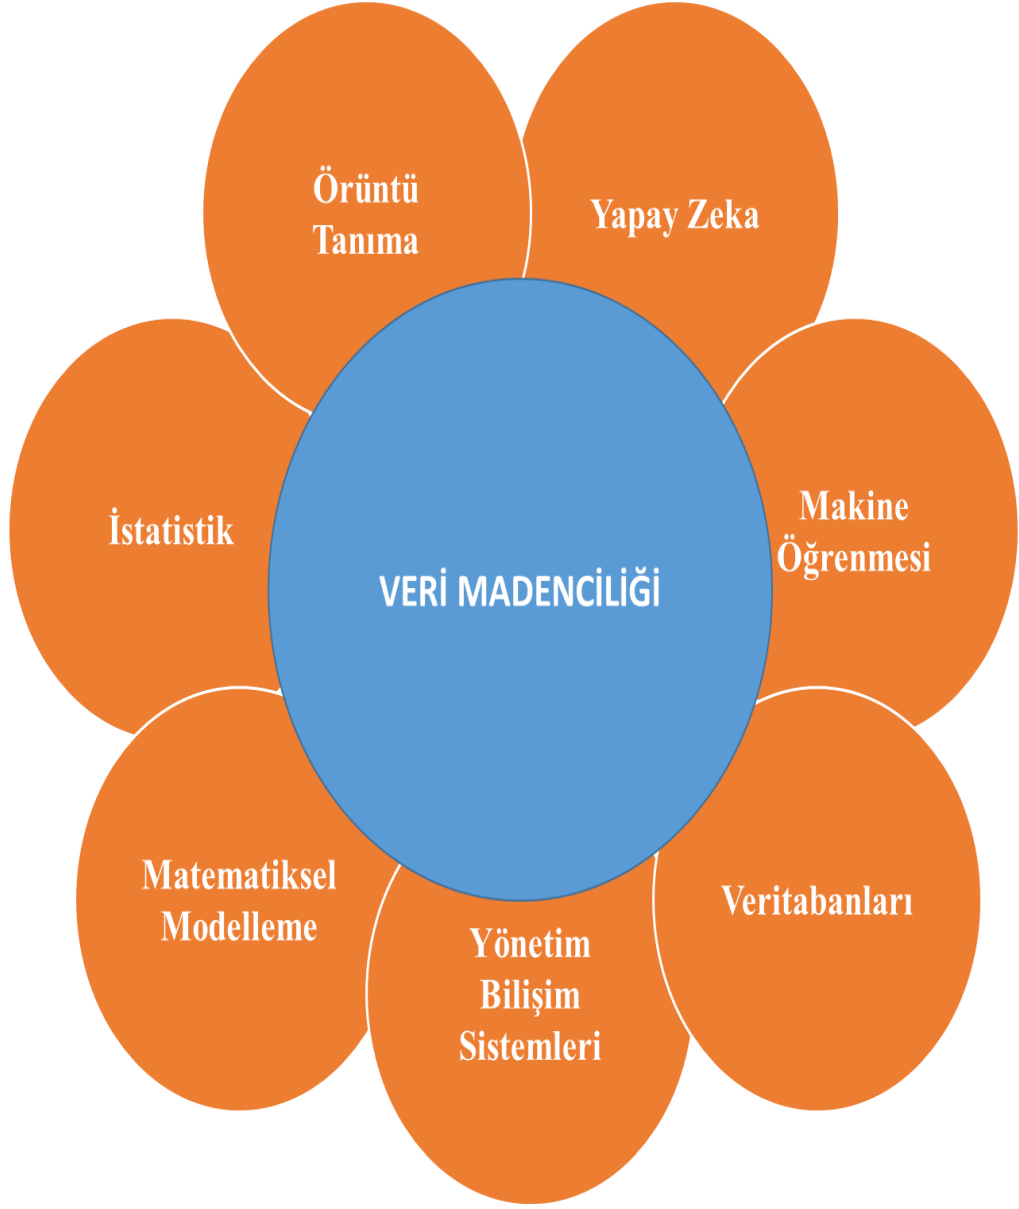 Örüntü
Tanıma
Yapay Zeka
İstatistik
Makine
Öğrenmesi
VERİ MADENCİLİĞİ
Matematiksel
Modelleme
Veritabanları
Yönetim
Bilişim
Sistemleri